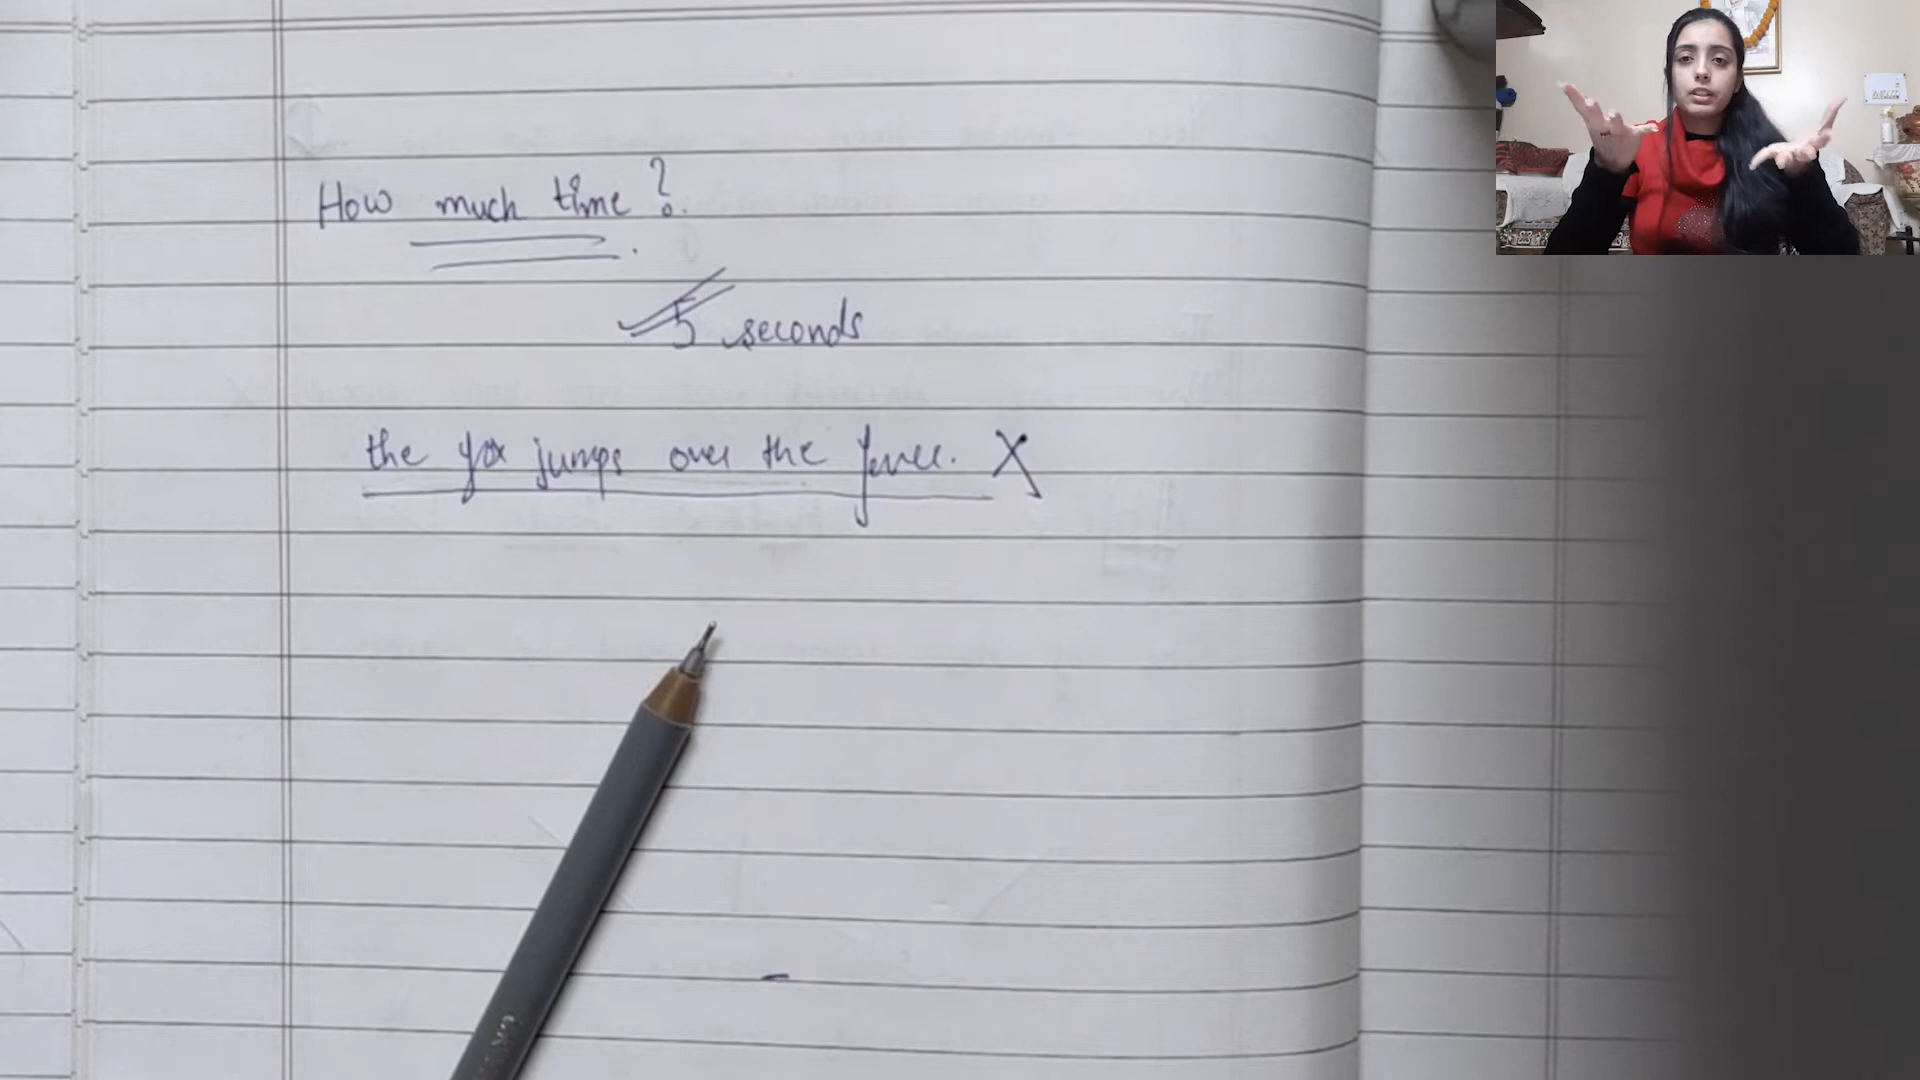 How much time?
5 seconds
the fox jumps over the fence. X